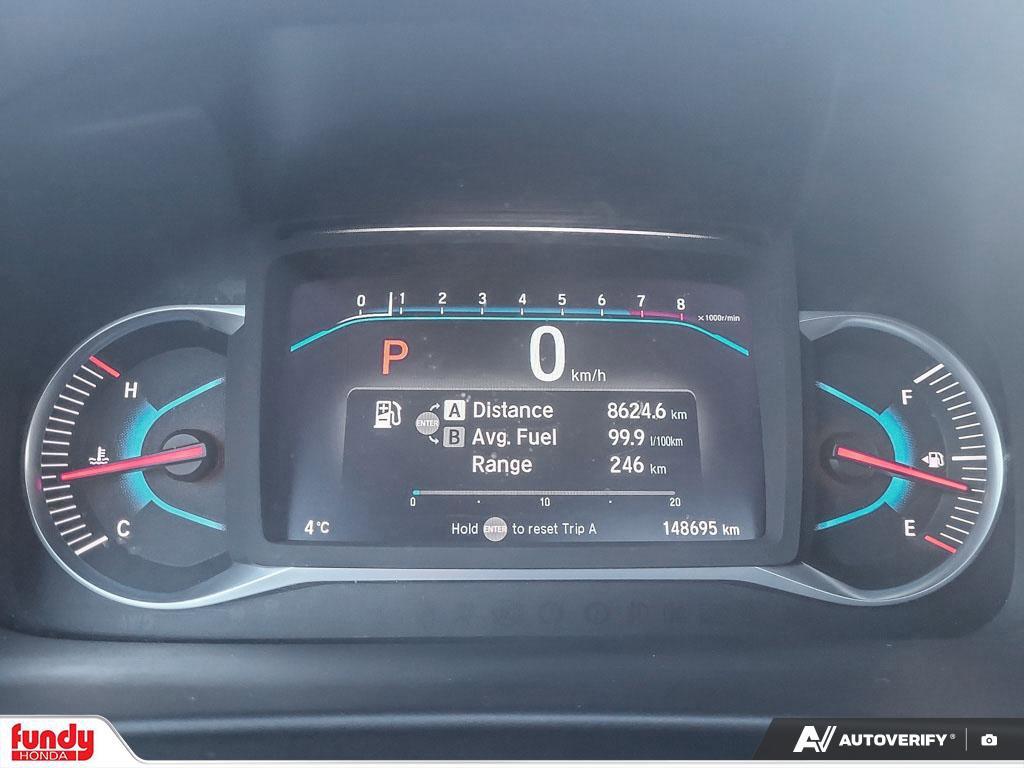 0 1 2 3 4 5 6 7 8 x1000r/min
P 0 km/h
H
F
A Distance 8624.6 km
ENTER
B Avg. Fuel 99.9 l/100km
Range 246 km
0 10 20
C
E
4°C Hold ENTER to reset Trip A 148695 km
fundy
HONDA
AV AUTOVERIFY®